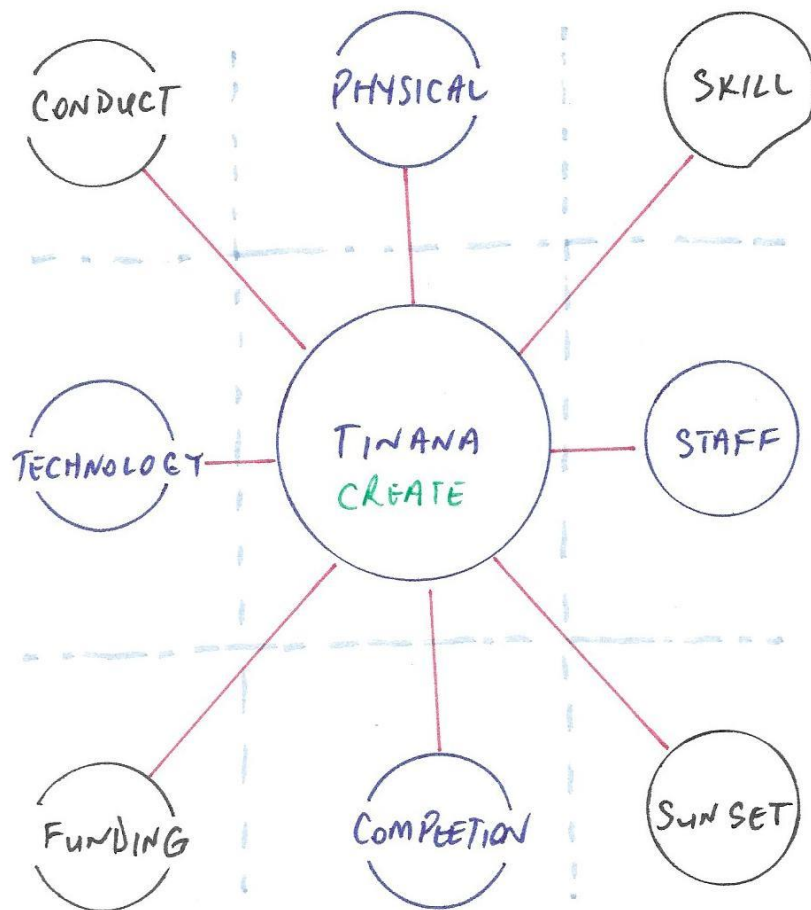 CONDUCT
PHYSICAL
SKILL
TECHNOLOGY
TINANA
CREATE
STAFF
FUNDING
COMPLETION
SUNSET